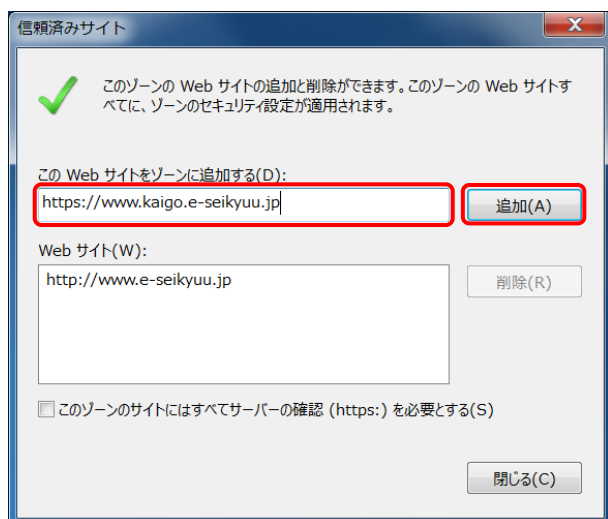 信頼済みサイト
このゾーンの Web サイトの追加と削除ができます。このゾーンの Web サイトす
べてに、ゾーンのセキュリティ設定が適用されます。
この Web サイトをゾーンに追加する(D):
https://www.kaigo.e-seikyuu.jp
追加(A)
Web サイト(W):
http://www.e-seikyuu.jp
削除(R)
このゾーンのサイトにはすべてサーバーの確認 (https:) を必要とする(S)
閉じる(C)